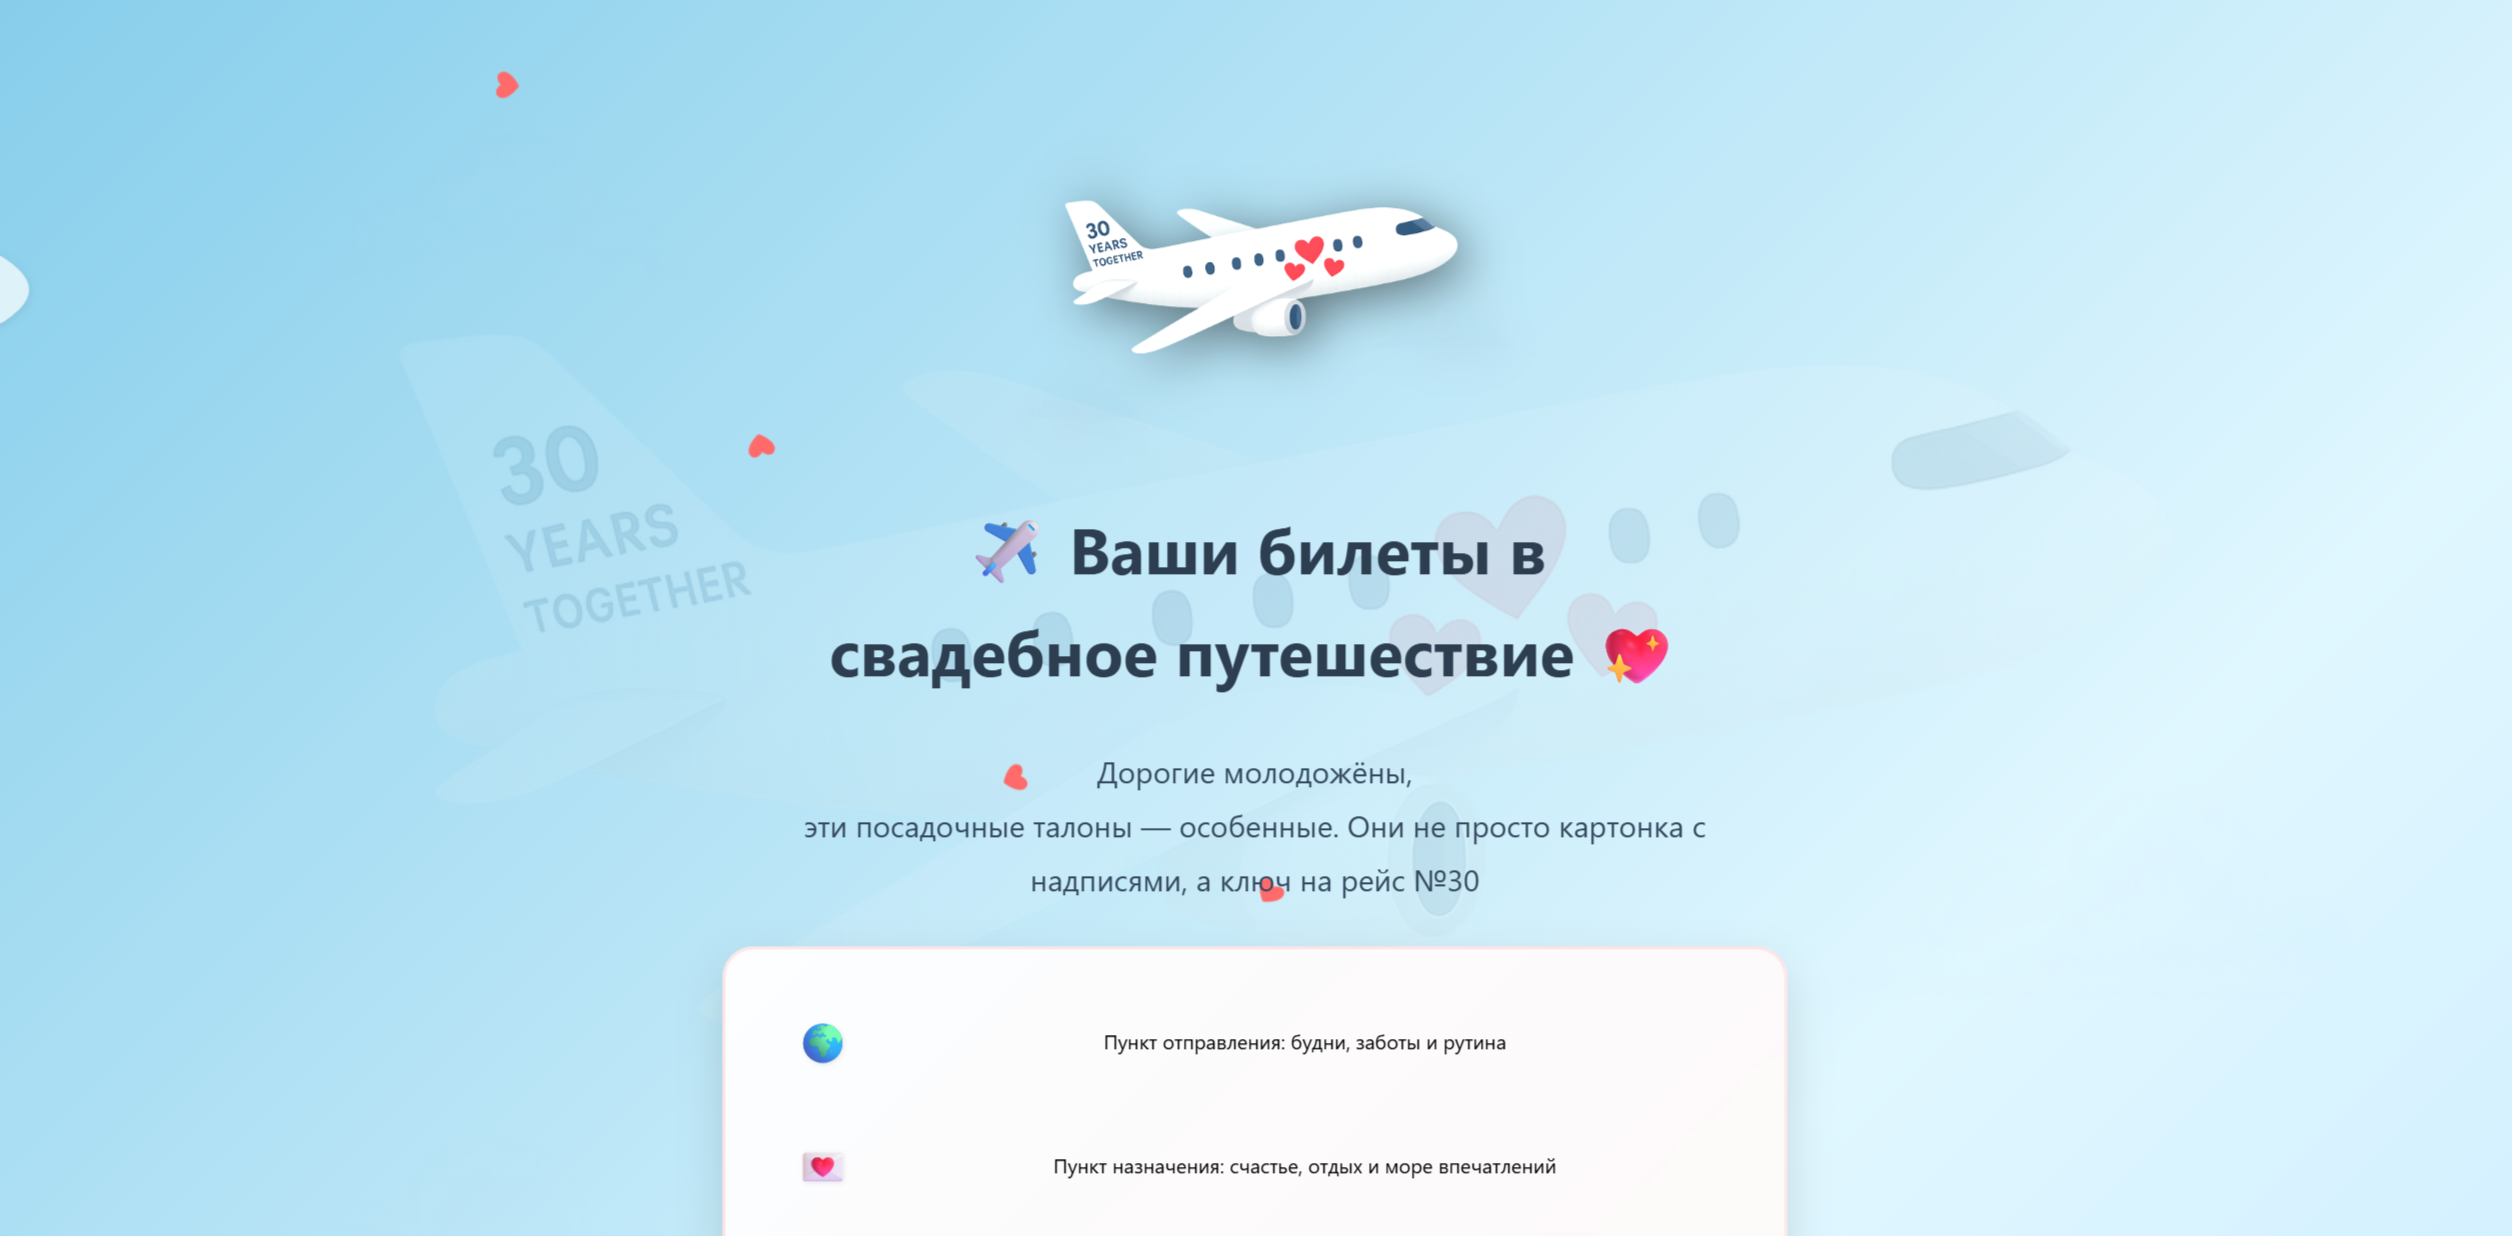 30
YEARS
TOGETHER
30
YEARS
TOGETHER
Ваши билеты в
свадебное путешествие
Дорогие молодожёны,
эти посадочные талоны — особенные. Они не просто картонка с
надписями, а ключ на рейс №30
Пункт отправления: будни, заботы и рутина
Пункт назначения: счастье, отдых и море впечатлений